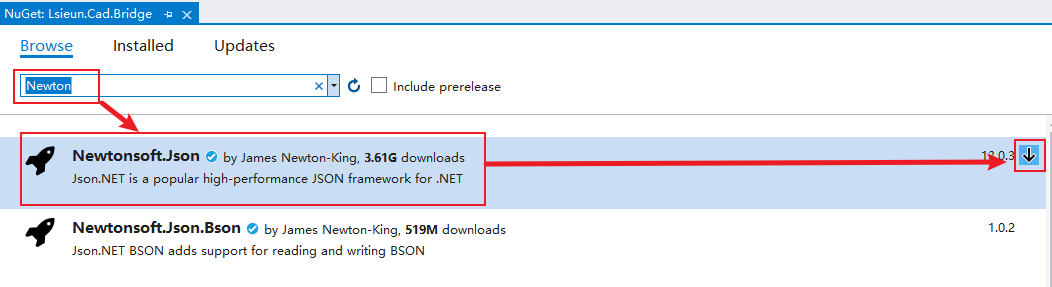 NuGet: Lsieun.Cad.Bridge
Browse Installed Updates
Newton
Include prerelease
Newtonsoft.Json by James Newton-King, 3.61G downloads
13.0.3
Json.NET is a popular high-performance JSON framework for .NET
Newtonsoft.Json.Bson by James Newton-King, 519M downloads
1.0.2
Json.NET BSON adds support for reading and writing BSON